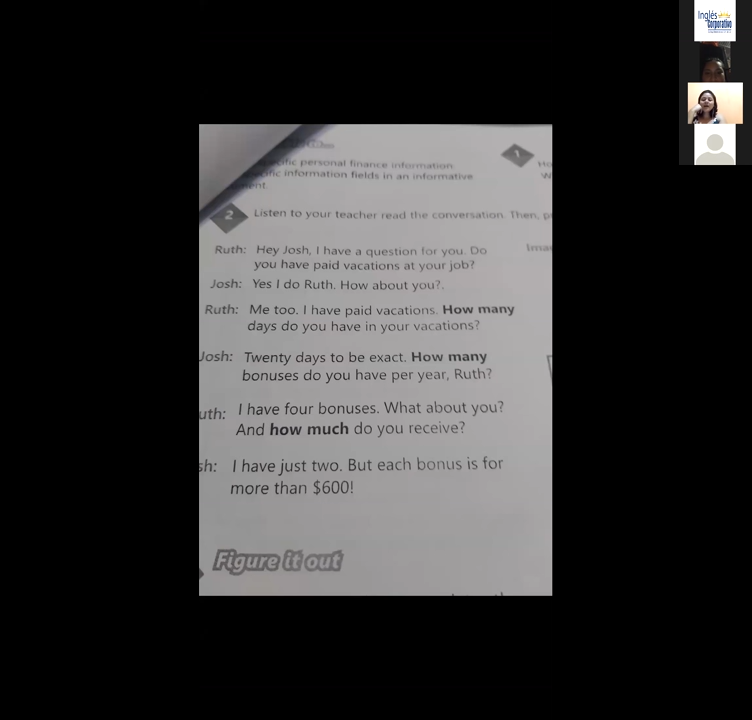 Inglés
Corporativo
personal finance information
information fields in an informative
1
2
Listen to your teacher read the conversation. Then,
Ruth: Hey Josh, I have a question for you. Do
you have paid vacations at your job?
Josh: Yes I do Ruth. How about you?.
Ruth: Me too. I have paid vacations. How many
days do you have in your vacations?
Josh: Twenty days to be exact. How many
bonuses do you have per year, Ruth?
uth: I have four bonuses. What about you?
And how much do you receive?
sh: I have just two. But each bonus is for
more than $600!
Figure it out